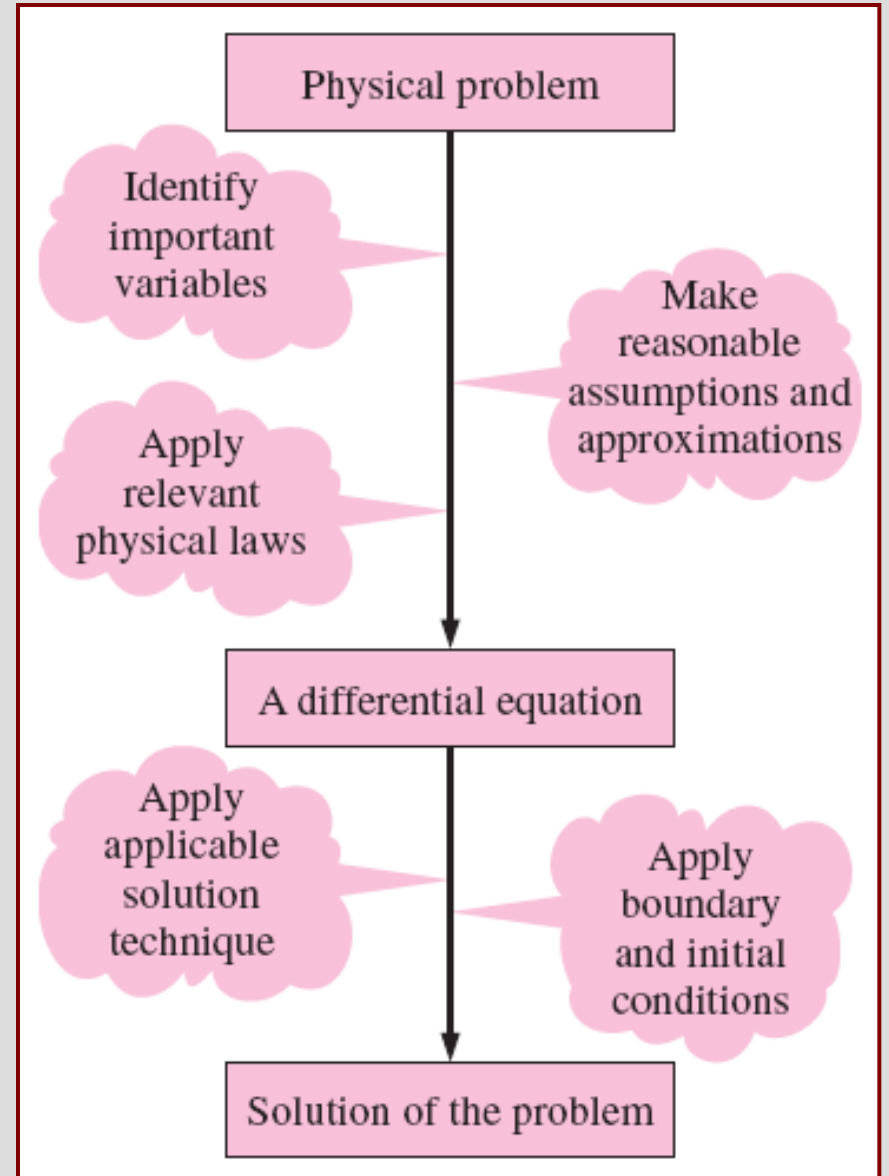 Physical problem
Identify
important
variables
Make
reasonable
assumptions and
approximations
Apply
relevant
physical laws
A differential equation
Apply
applicable
solution
technique
Apply
boundary
and initial
conditions
Solution of the problem